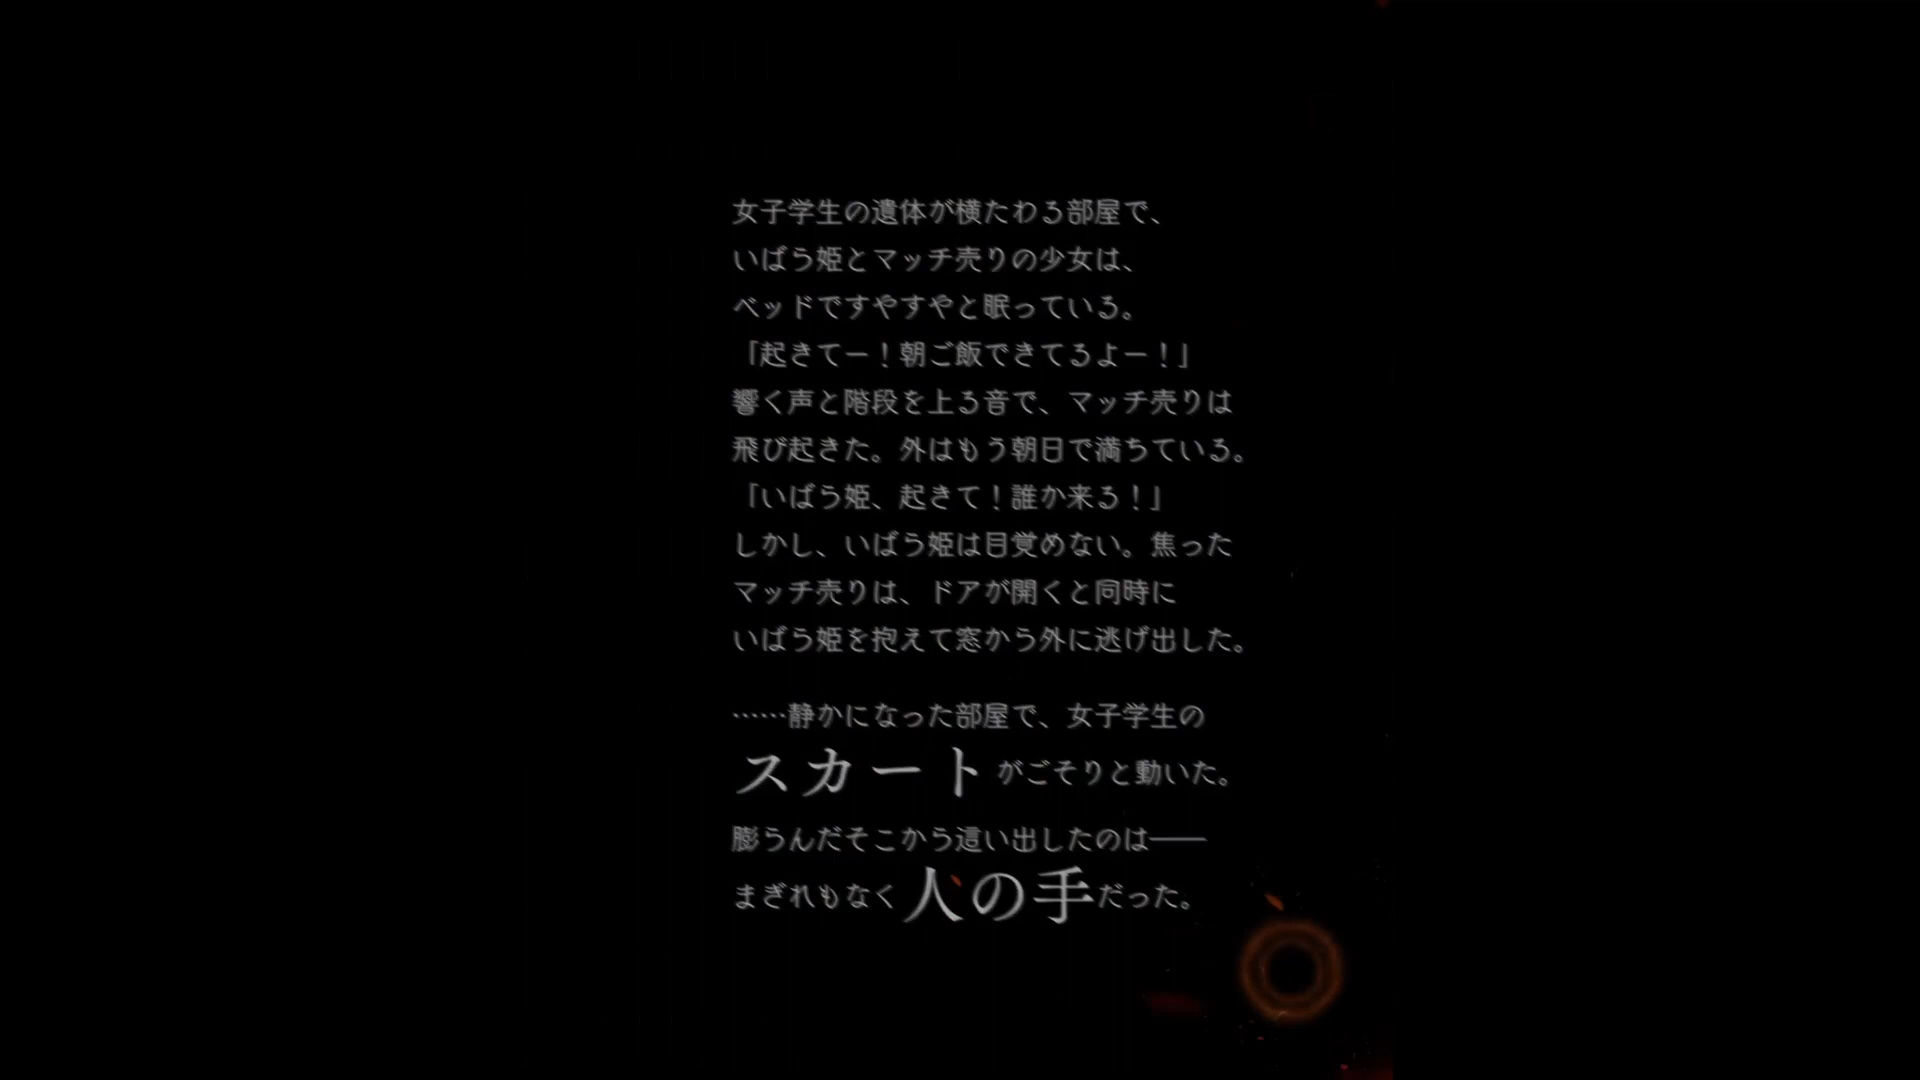 女子学生の遺体が横たわる部屋で、
いばら姫とマッチ売りの少女は、
ベッドですやすやと眠っている。
「起きてー！朝ご飯できてるよー！」
響く声と階段を上る音で、マッチ売りは
飛び起きた。外はもう朝日で満ちている。
「いばら姫、起きて！誰か来る！」
しかし、いばら姫は目覚めない。焦った
マッチ売りは、ドアが開くと同時に
いばら姫を抱えて窓から外に逃げ出した。
……静かになった部屋で、女子学生の
スカートがごそりと動いた。
膨らんだそこから這い出したのは――
まぎれもなく人の手だった。